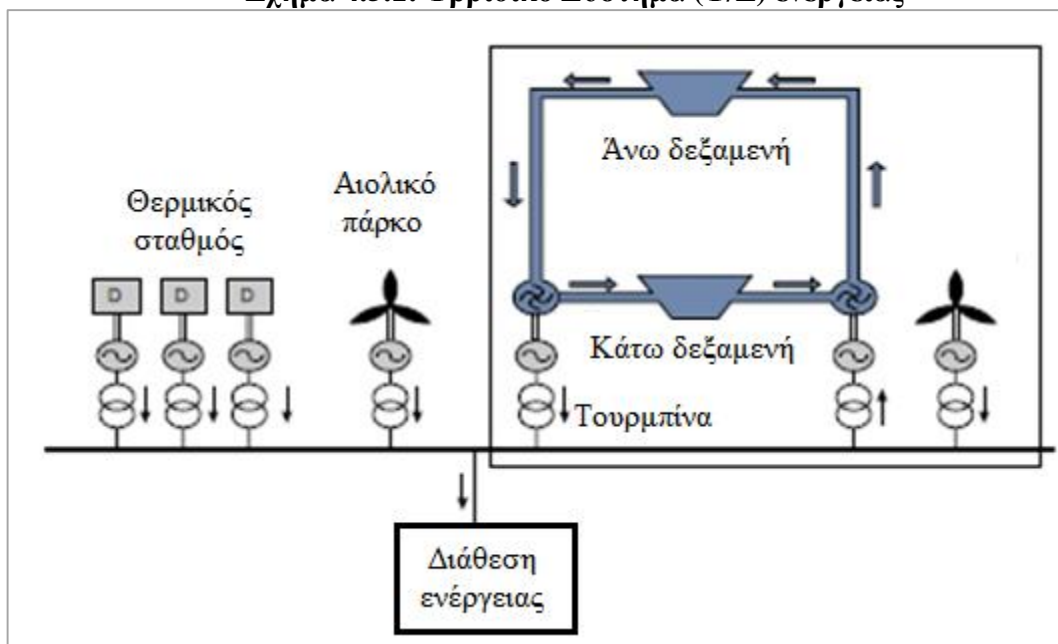 Άνω δεξαμενή
Αιολικό
πάρκο
Θερμικός
σταθμός
D D D
Κάτω δεξαμενή
Τουρμπίνα
Διάθεση
ενέργειας